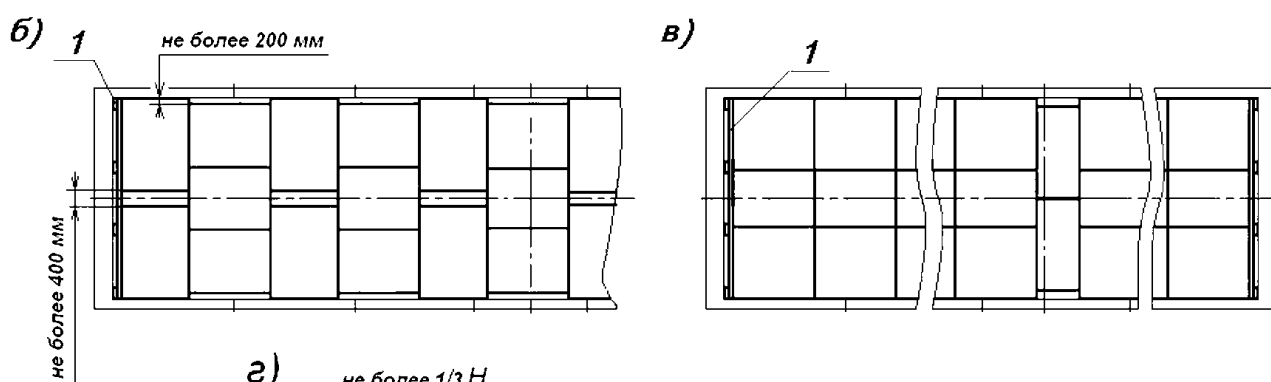 б)
1
не более 200 мм
в)
1
не более 400 мм
г)
не более 1/3 Н